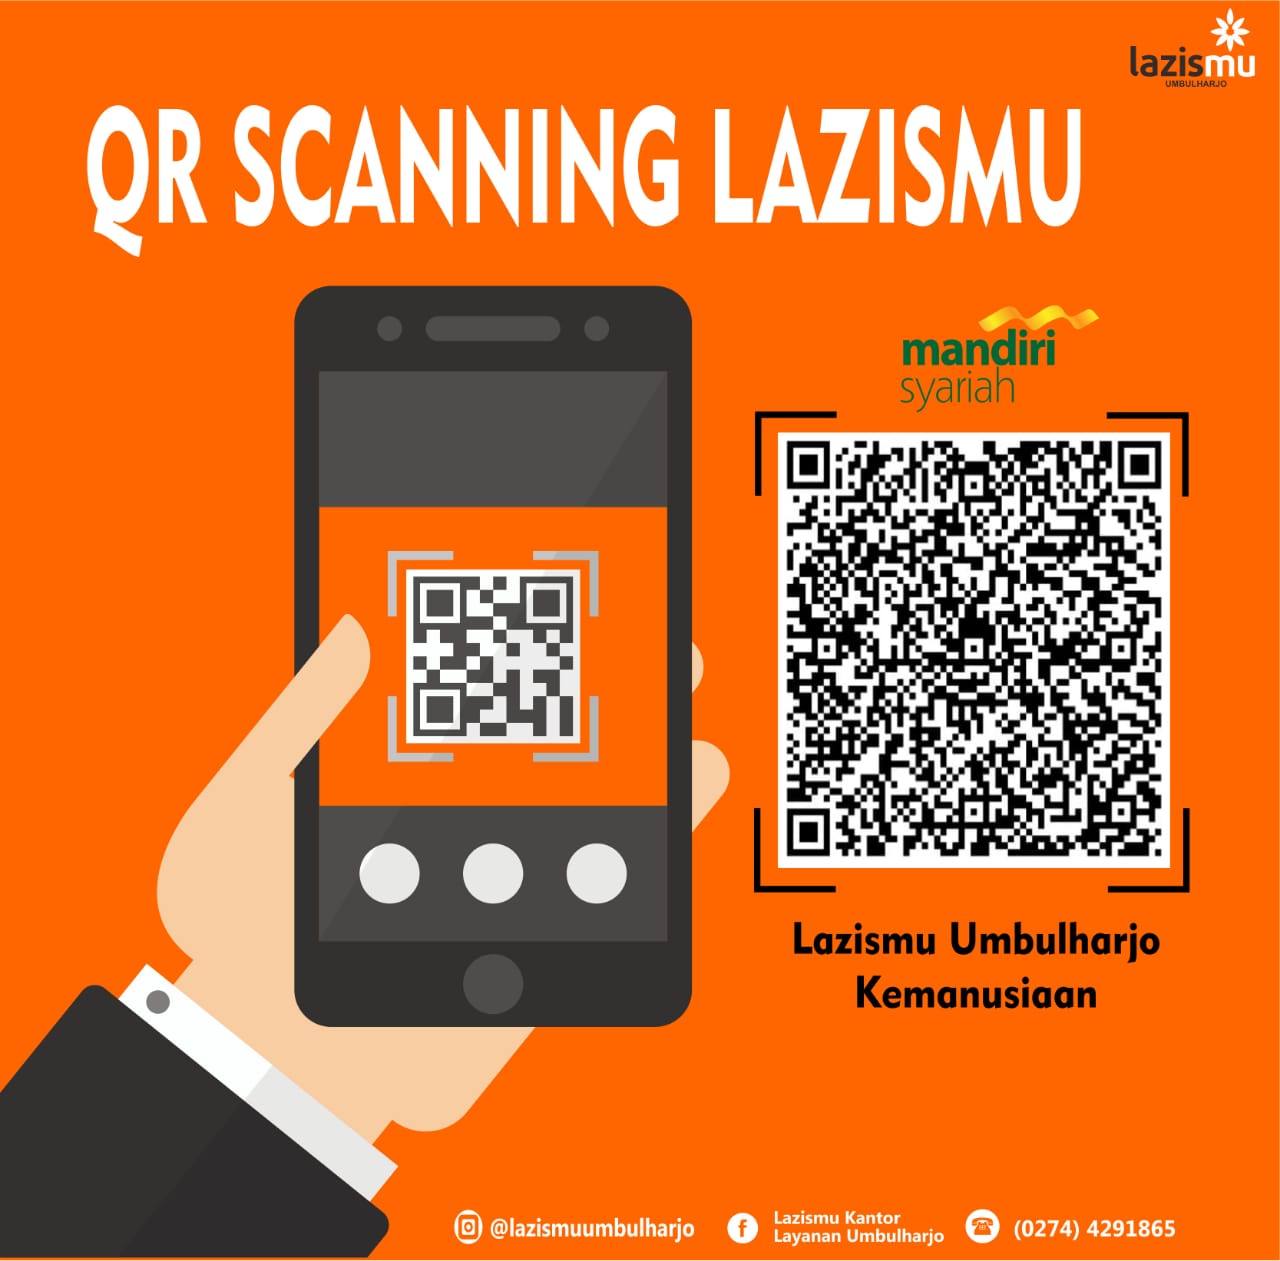 lazismu
UMBULHARJO
QR SCANNING LAZISMU
mandiri
syariah
Lazismu Umbulharjo
Kemanusiaan
@lazismuumbulharjo
Lazismu Kantor
Layanan Umbulharjo
(0274) 4291865